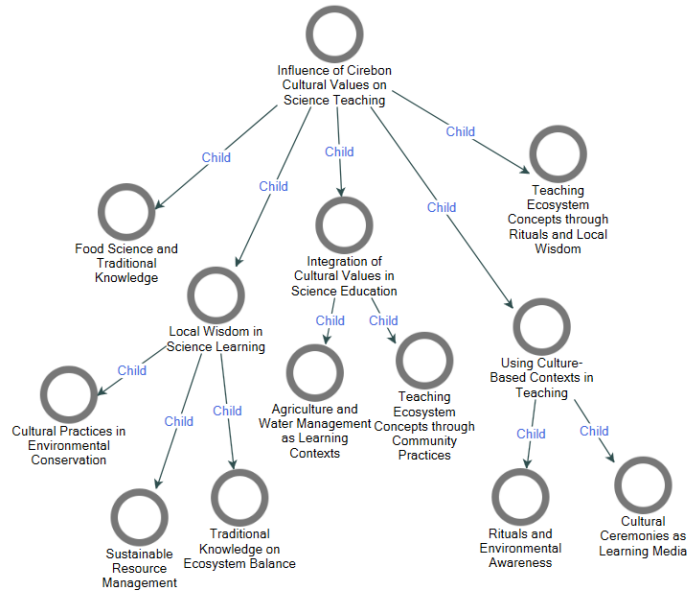 Influence of Cirebon
Cultural Values on
Science Teaching
Child
Child
Child
Child
Child
Teaching
Ecosystem
Concepts through
Rituals and Local
Wisdom
Food Science and
Traditional
Knowledge
Integration of
Cultural Values in
Science Education
Local Wisdom in
Science Learning
Child
Child
Using Culture-
Based Contexts in
Teaching
Child
Child
Child
Agriculture and
Water Management
as Learning
Contexts
Teaching
Ecosystem
Concepts through
Community
Practices
Cultural Practices in
Environmental
Conservation
Child
Child
Sustainable
Resource
Management
Traditional
Knowledge on
Ecosystem Balance
Rituals and
Environmental
Awareness
Cultural
Ceremonies as
Learning Media